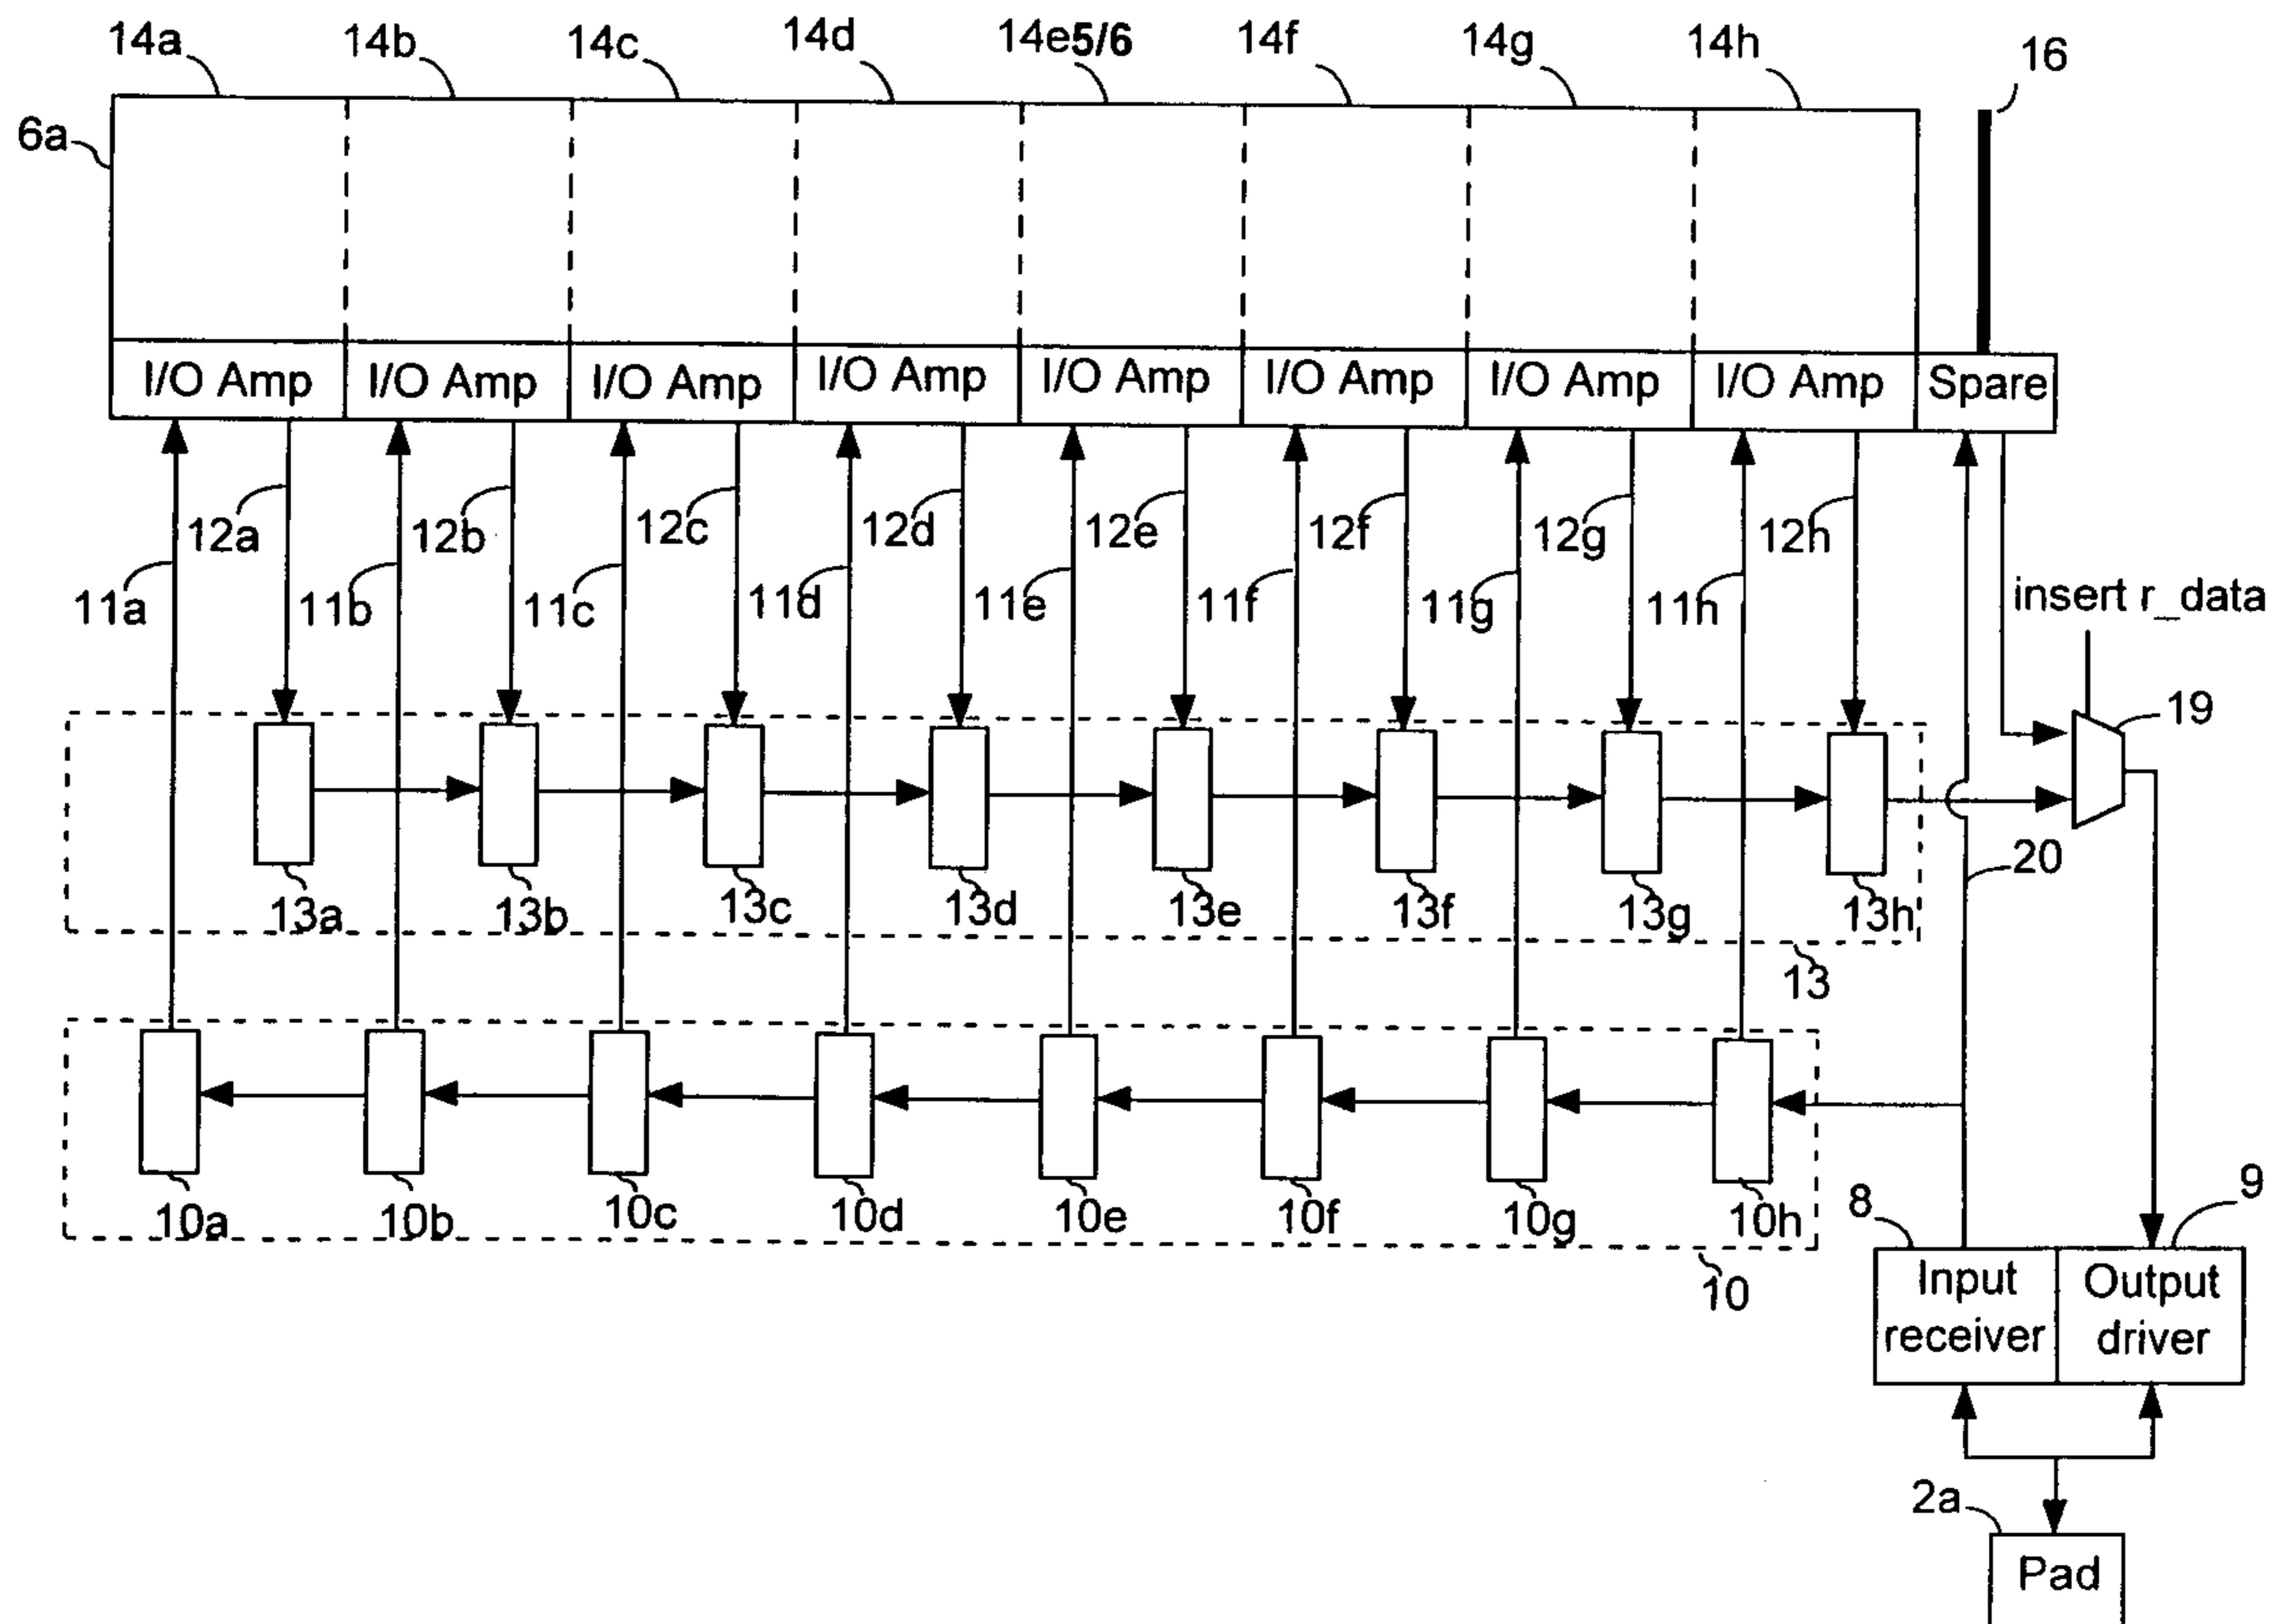 14a 14b 14c 14d 14e5/6 14f 14g 14h 16
6a
I/O Amp I/O Amp I/O Amp I/O Amp I/O Amp I/O Amp I/O Amp I/O Amp Spare
12a 12b 12c 12d 12e 12f 12g 12h
11a 11b 11c 11d 11e 11f 11g 11h insert r_data
19
20
13a 13b 13c 13d 13e 13f 13g 13h
13
10a 10b 10c 10d 10e 10f 10g 10h 8 9
10
Input receiver
Output driver
2a
Pad